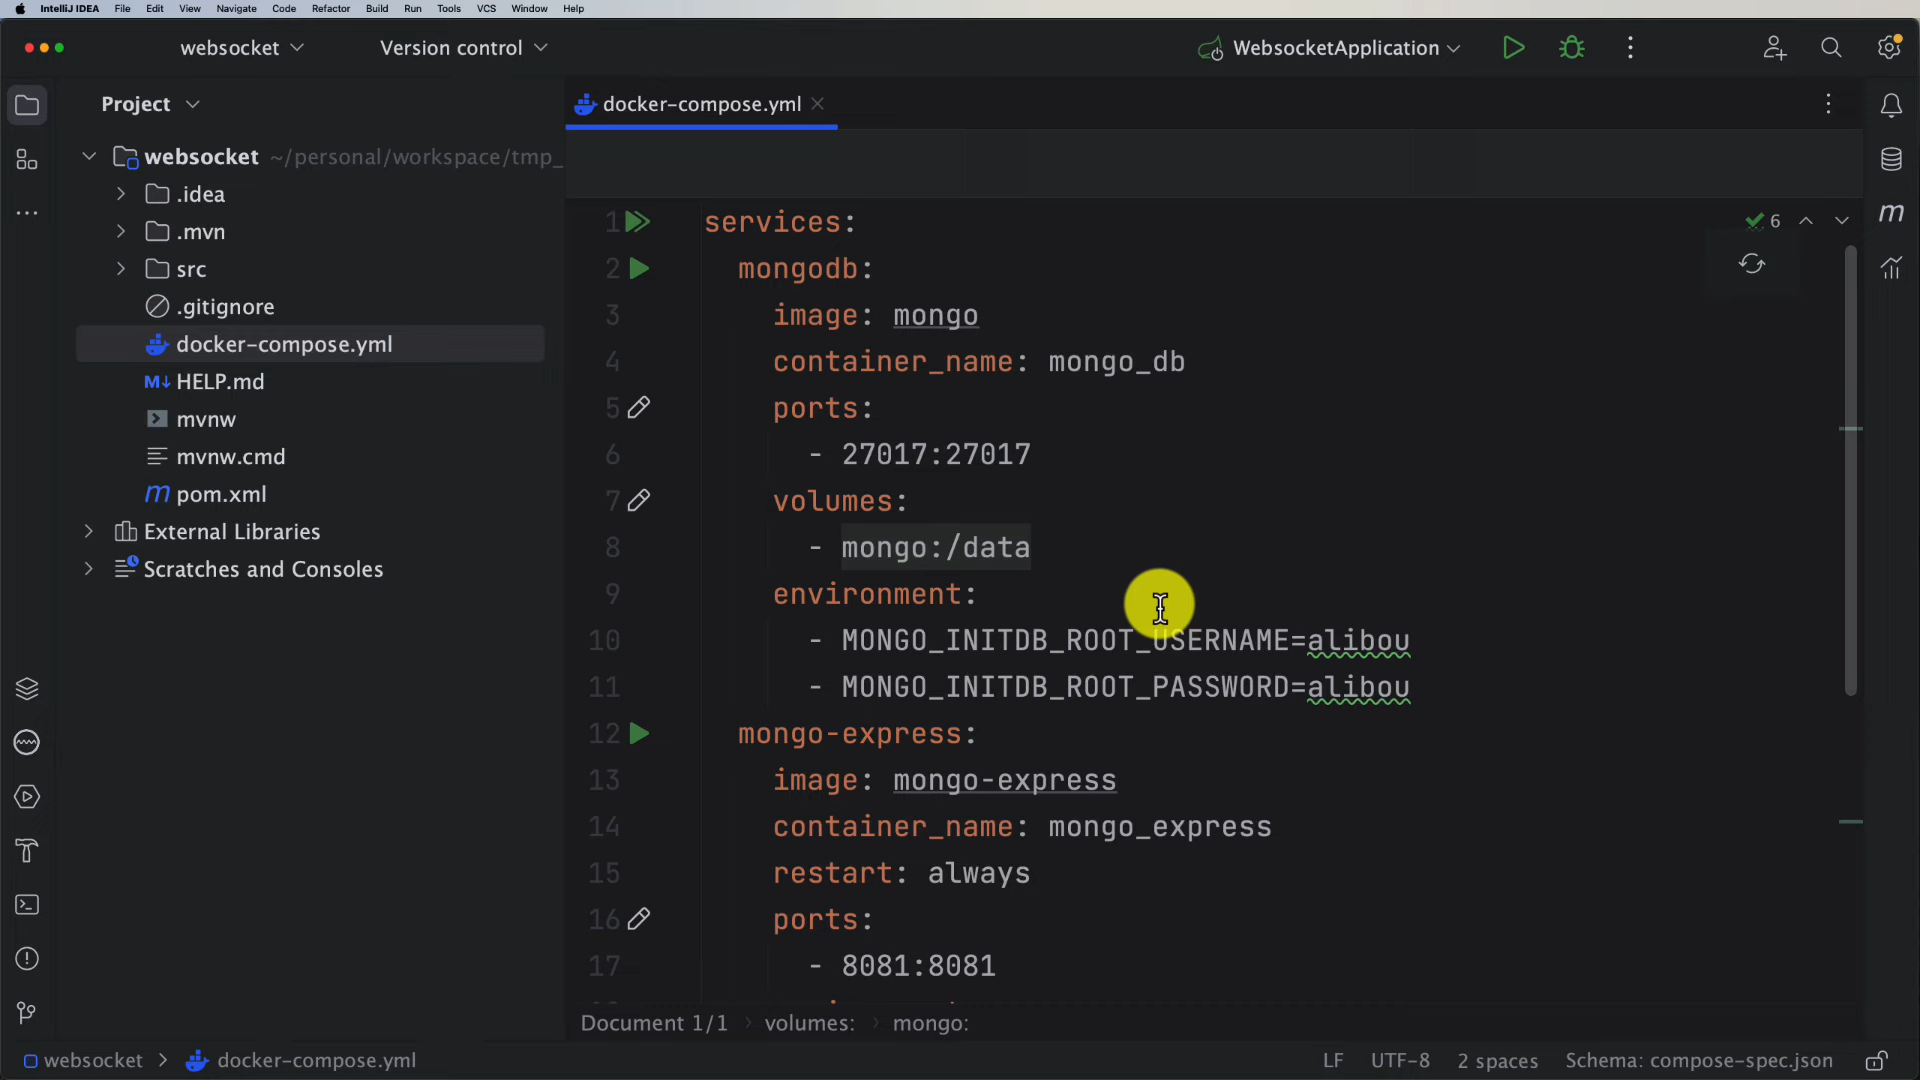 IntelliJ IDEA File Edit View Navigate Code Refactor Build Run Tools VCS Window Help
websocket Version control WebsocketApplication
Project
docker-compose.yml
websocket ~/personal/workspace/tmp_
.idea
.mvn
src
.gitignore
docker-compose.yml
HELP.md
mvnw
mvnw.cmd
pom.xml
External Libraries
Scratches and Consoles
6
1 services:
2 mongodb:
3 image: mongo
4 container_name: mongo_db
5 ports:
6 - 27017:27017
7 volumes:
8 - mongo:/data
9 environment:
10 - MONGO_INITDB_ROOT_USERNAME=alibou
11 - MONGO_INITDB_ROOT_PASSWORD=alibou
12 mongo-express:
13 image: mongo-express
14 container_name: mongo_express
15 restart: always
16 ports:
17 - 8081:8081
Document 1/1 volumes: mongo:
websocket docker-compose.yml LF UTF-8 2 spaces Schema: compose-spec.json